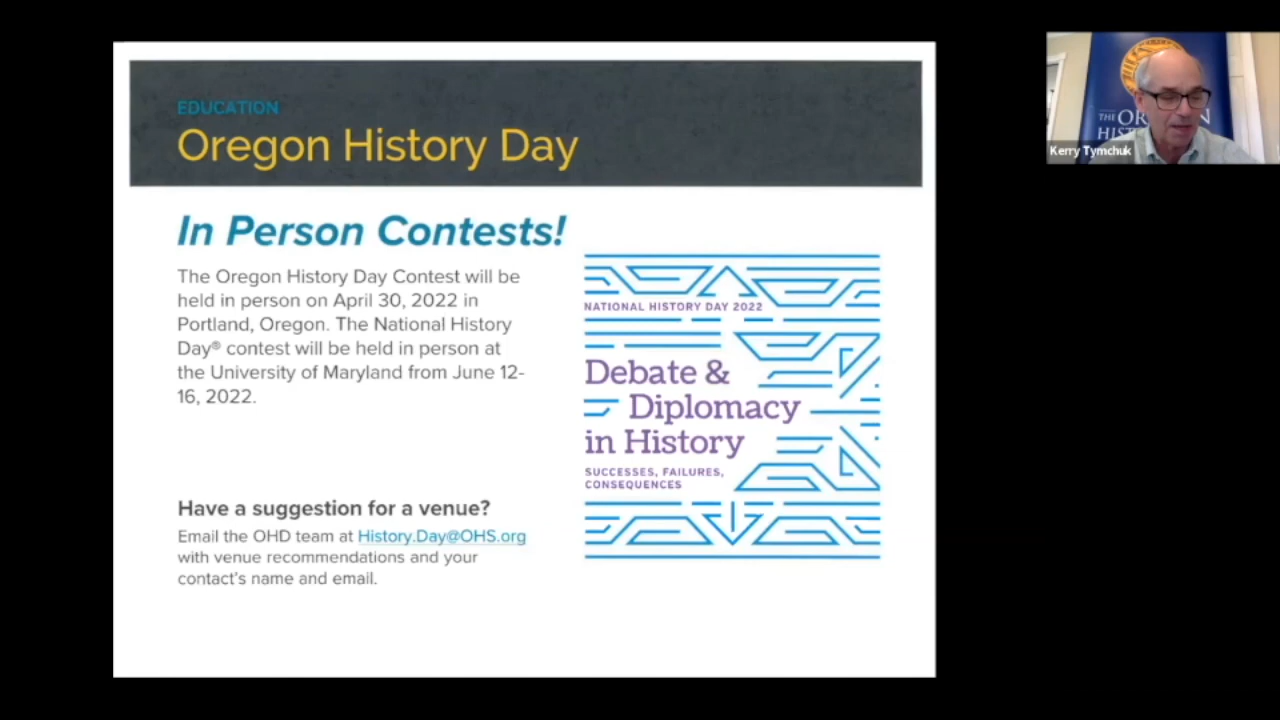 EDUCATION
Oregon History Day
In Person Contests!
The Oregon History Day Contest will be
held in person on April 30, 2022 in
Portland, Oregon. The National History
Day® contest will be held in person at
the University of Maryland from June 12-
16, 2022.
NATIONAL HISTORY DAY 2022
Debate &
Diplomacy
in History
SUCCESSES, FAILURES,
CONSEQUENCES
Have a suggestion for a venue?
Email the OHD team at History.Day@OHS.org
with venue recommendations and your
contact's name and email.
THE
Kerry Tymchuk